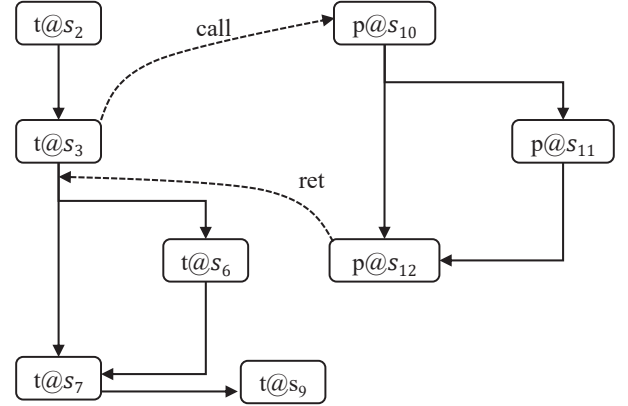 t@s₂
p@s₁₀
call
t@s₃
p@s₁₁
ret
t@s₆
p@s₁₂
t@s₇
t@s₉